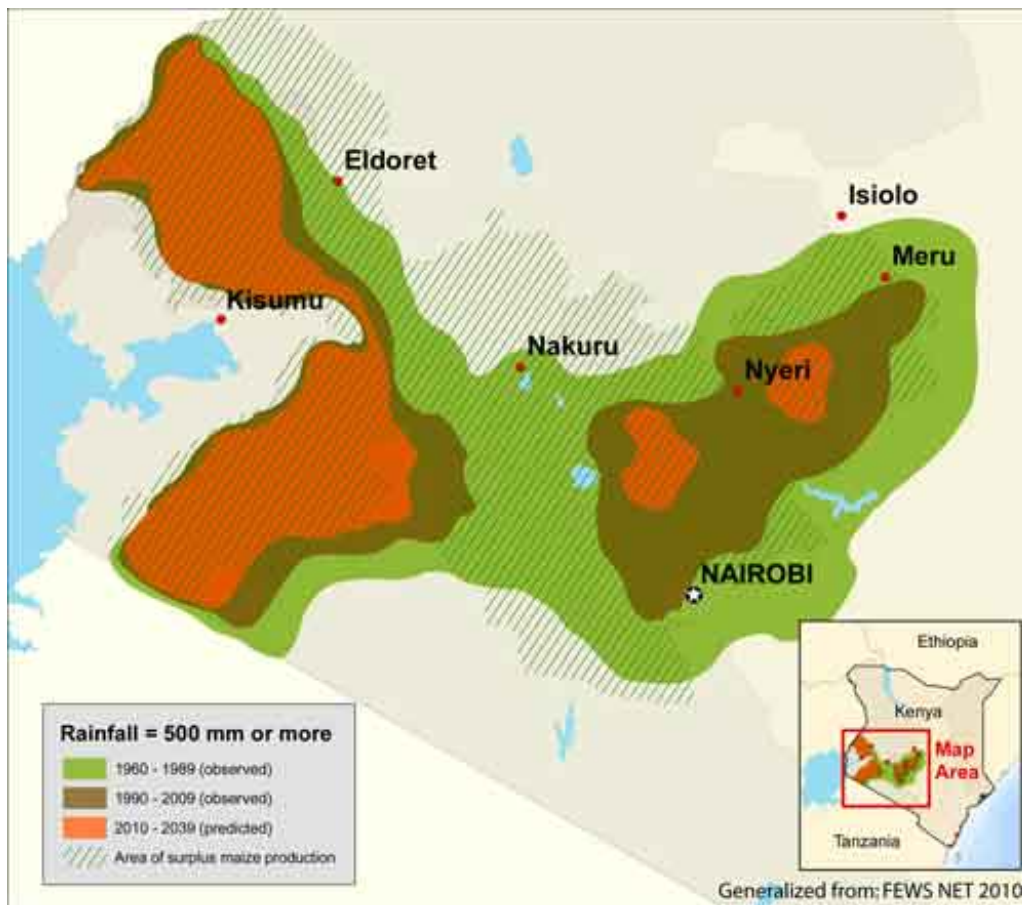 Eldoret
Isiolo
Meru
Kisumu
Nakuru
Nyeri
NAIROBI
Rainfall = 500 mm or more
1960 - 1989 (observed)
1990 - 2009 (observed)
2010 - 2039 (predicted)
Area of surplus maize production
Ethiopia
Kenya
Map
Area
Tanzania
Generalized from: FEWS NET 2010